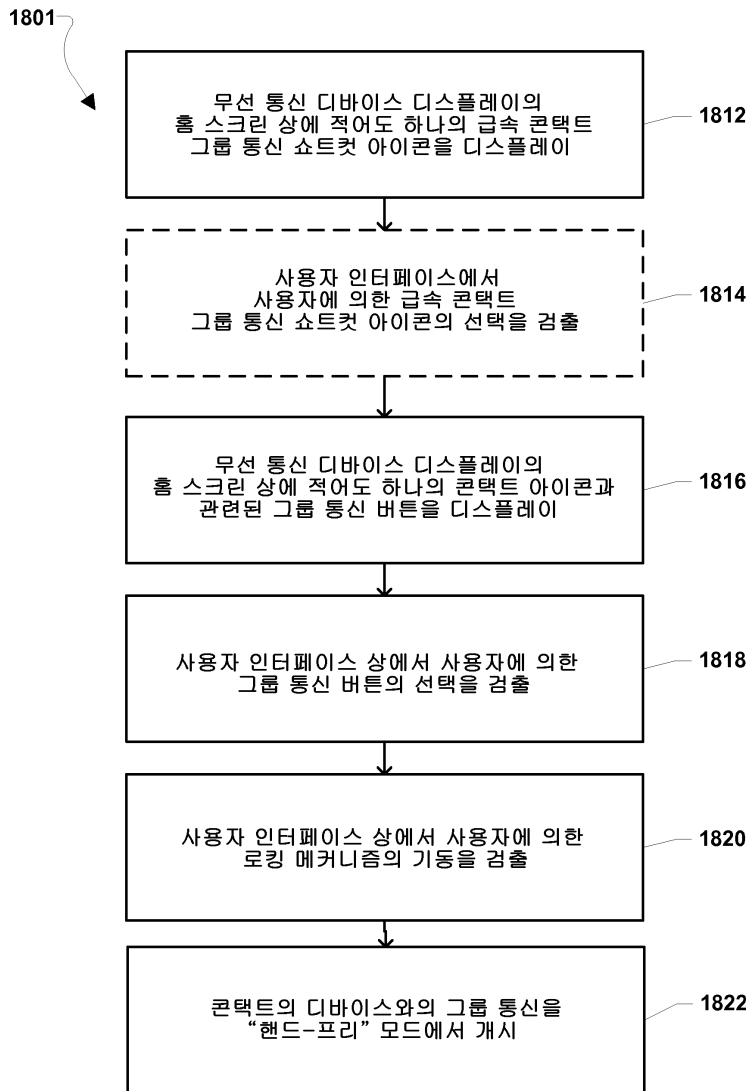 1801
무선 통신 디바이스 디스플레이의
홈 스크린 상에 적어도 하나의 급속 콘택트
그룹 통신 쇼트컷 아이콘을 디스플레이
1812
사용자 인터페이스에서
사용자에 의한 급속 콘택트
그룹 통신 쇼트컷 아이콘의 선택을 검출
1814
무선 통신 디바이스 디스플레이의
홈 스크린 상에 적어도 하나의 콘택트 아이콘과
관련된 그룹 통신 버튼을 디스플레이
1816
사용자 인터페이스 상에서 사용자에 의한
그룹 통신 버튼의 선택을 검출
1818
사용자 인터페이스 상에서 사용자에 의한
로킹 메커니즘의 기동을 검출
1820
콘택트의 디바이스와의 그룹 통신을
“핸드-프리” 모드에서 개시
1822